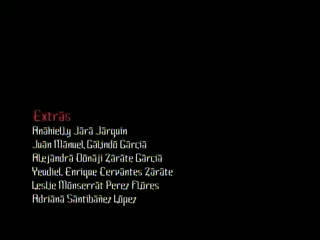 Extras
Anahielly Jara Jarquin
Juan Manuel Galindo Garcia
Alejandra Donaji Zarate Garcia
Yeudiel Enrique Cervantes Zarate
Leslie Monserrat Perez Flores
Adriana Santibañez Lopez